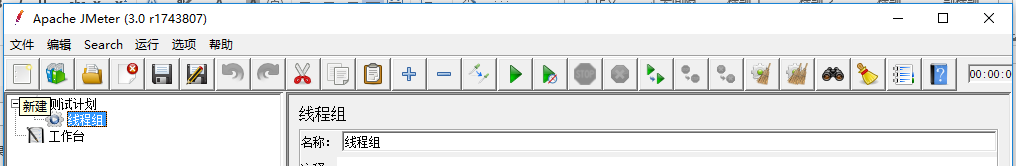 Apache JMeter (3.0 r1743807)
文件 编辑 Search 运行 选项 帮助
00:00:0
新建 测试计划
线程组
工作台
线程组
名称： 线程组